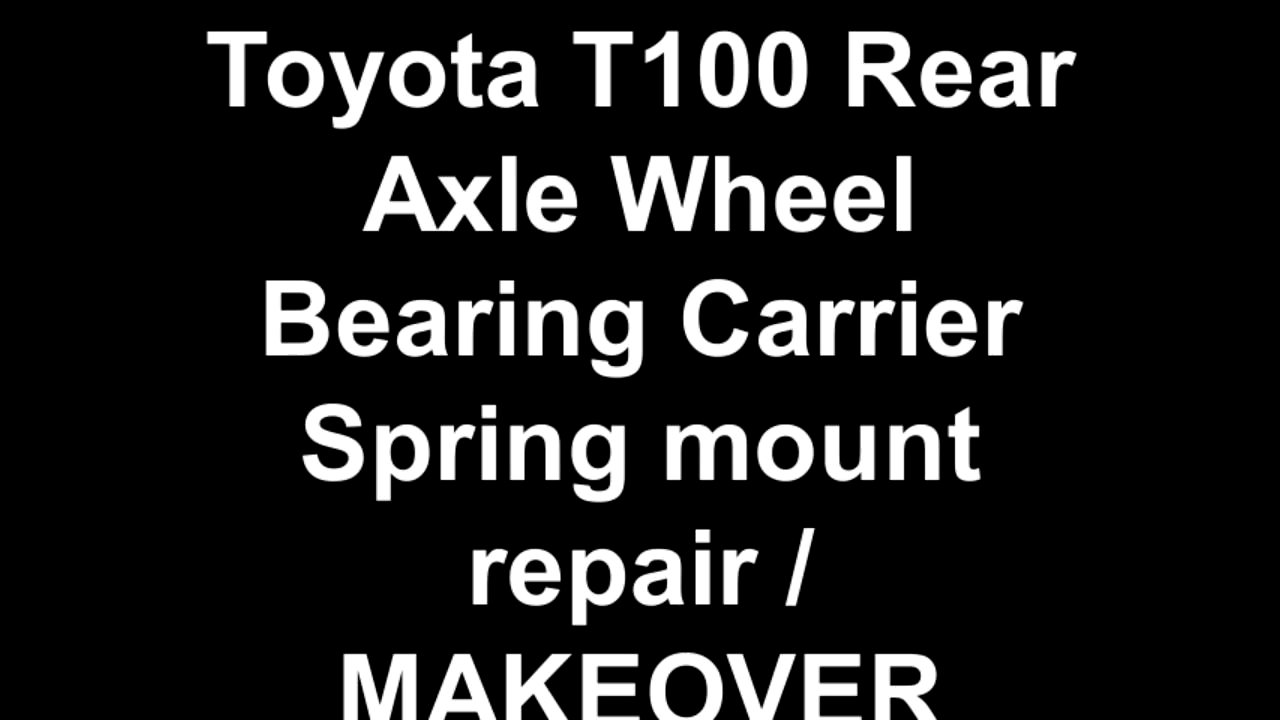 Toyota T100 Rear
Axle Wheel
Bearing Carrier
Spring mount
repair /
MAKEOVER